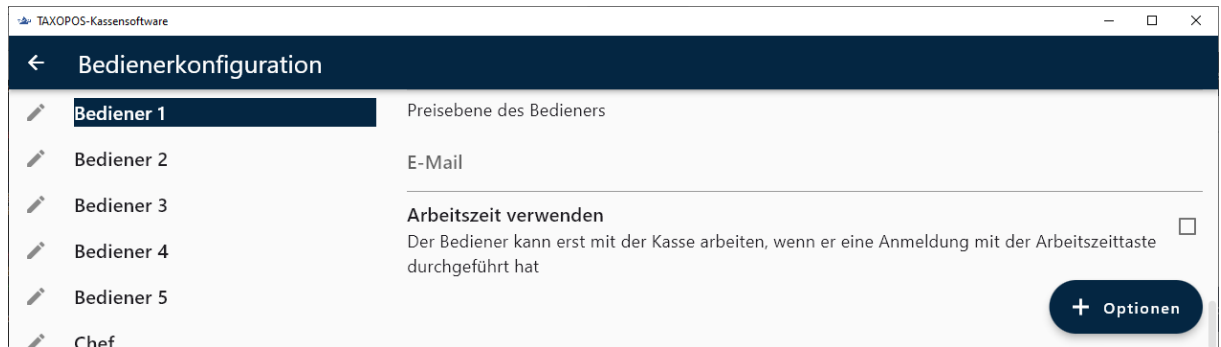 TAXOPOS-Kassensoftware
Bedienerkonfiguration
Bediener 1
Bediener 2
Bediener 3
Bediener 4
Bediener 5
Chef
Preisebene des Bedieners
E-Mail
Arbeitszeit verwenden
Der Bediener kann erst mit der Kasse arbeiten, wenn er eine Anmeldung mit der Arbeitszeittaste
durchgeführt hat
+ Optionen